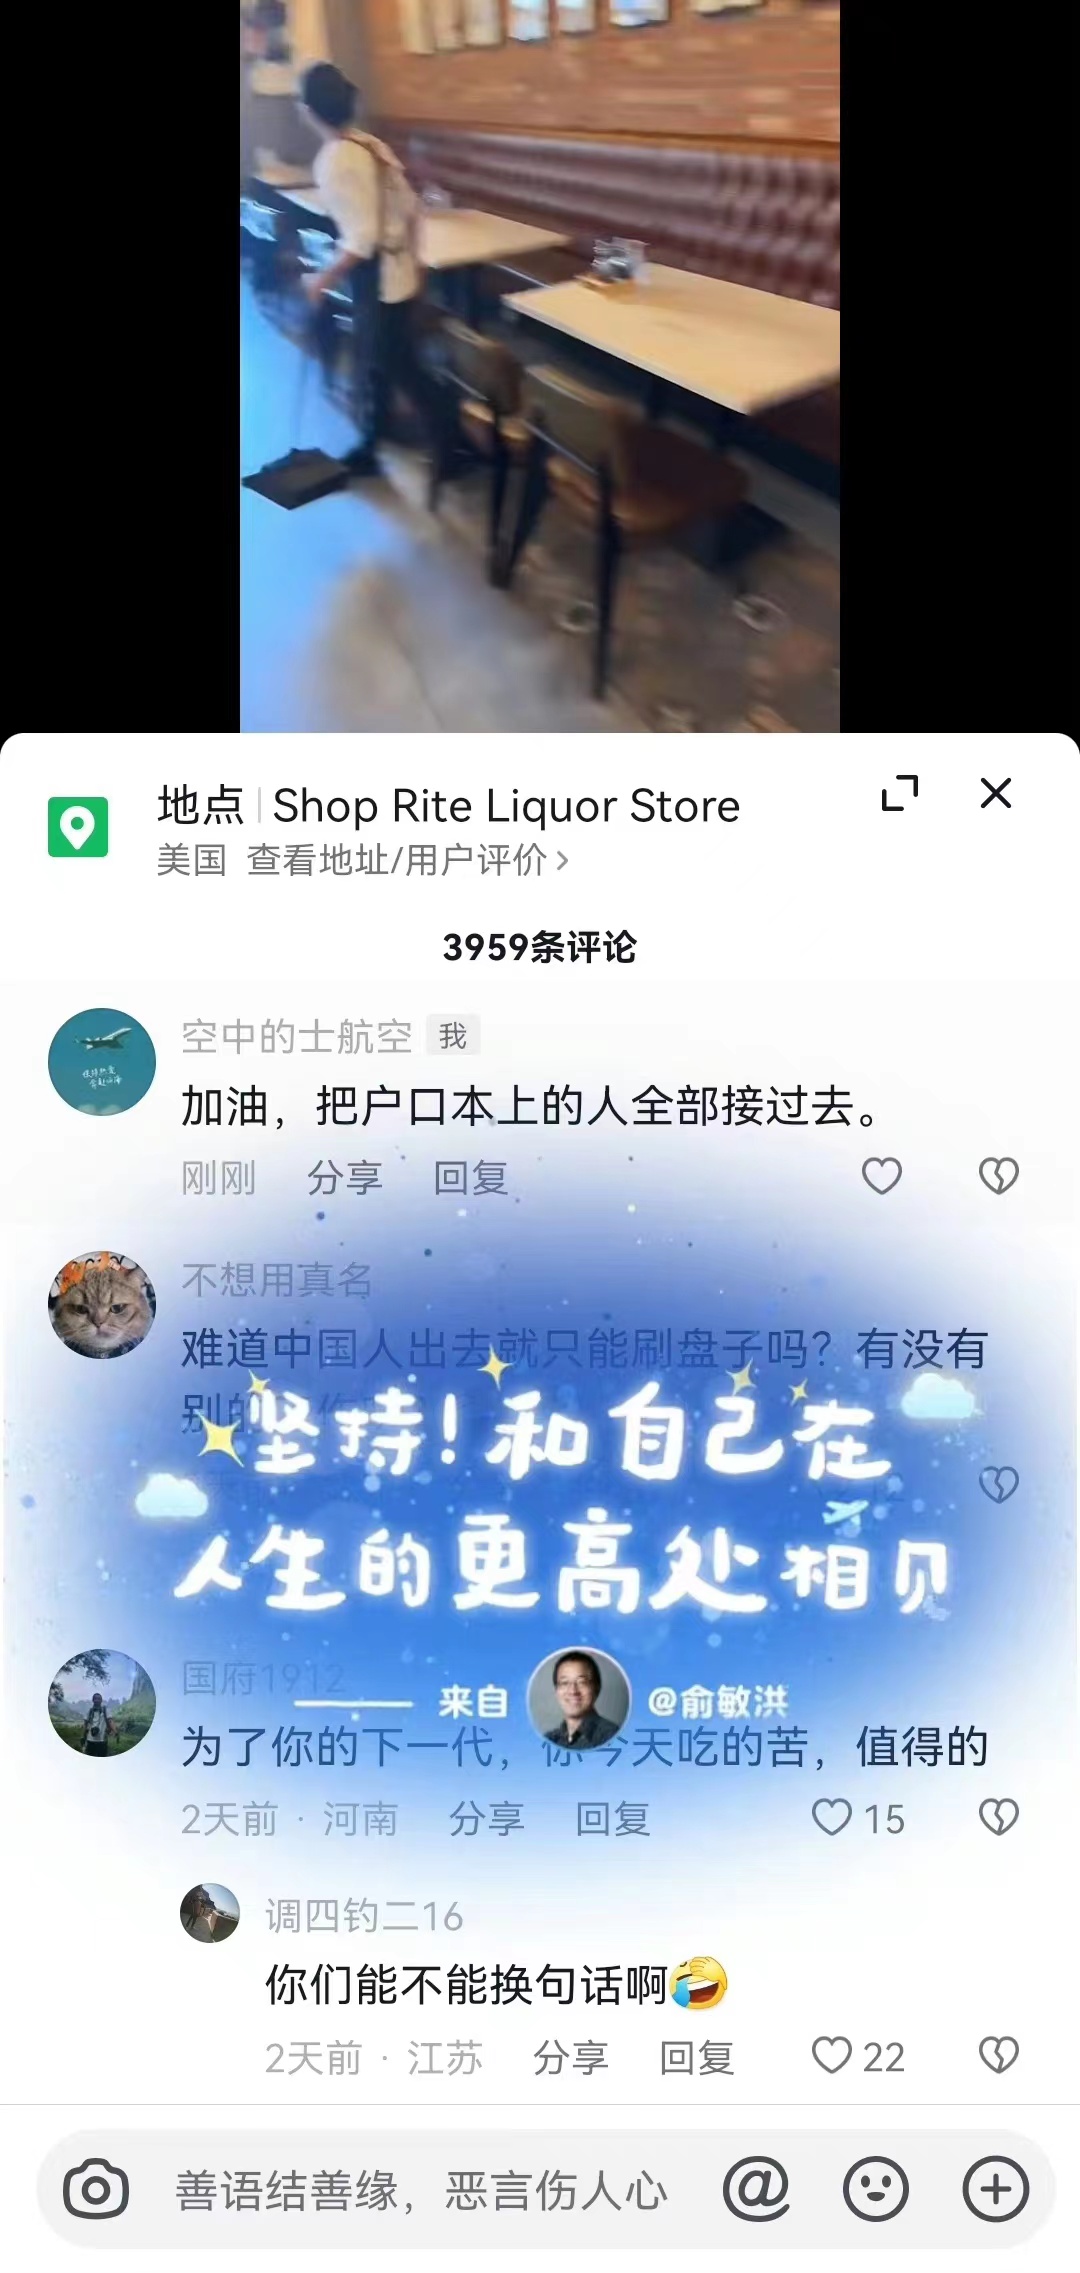 地点|Shop Rite Liquor Store
美国 查看地址/用户评价>
3959条评论
空中的士航空 我
加油，把户口本上的人全部接过去。
刚刚 分享 回复
不想用真名
难道中国人出去就只能刷盘子吗？有没有
别的
坚持！和自己在
人生的更高处相见
来自 @俞敏洪
国府1912
为了你的下一代，你今天吃的苦，值得的
2天前 · 河南 分享 回复 15
调四钓二16
你们能不能换句话啊🤣
2天前 · 江苏 分享 回复 22
善语结善缘，恶言伤人心